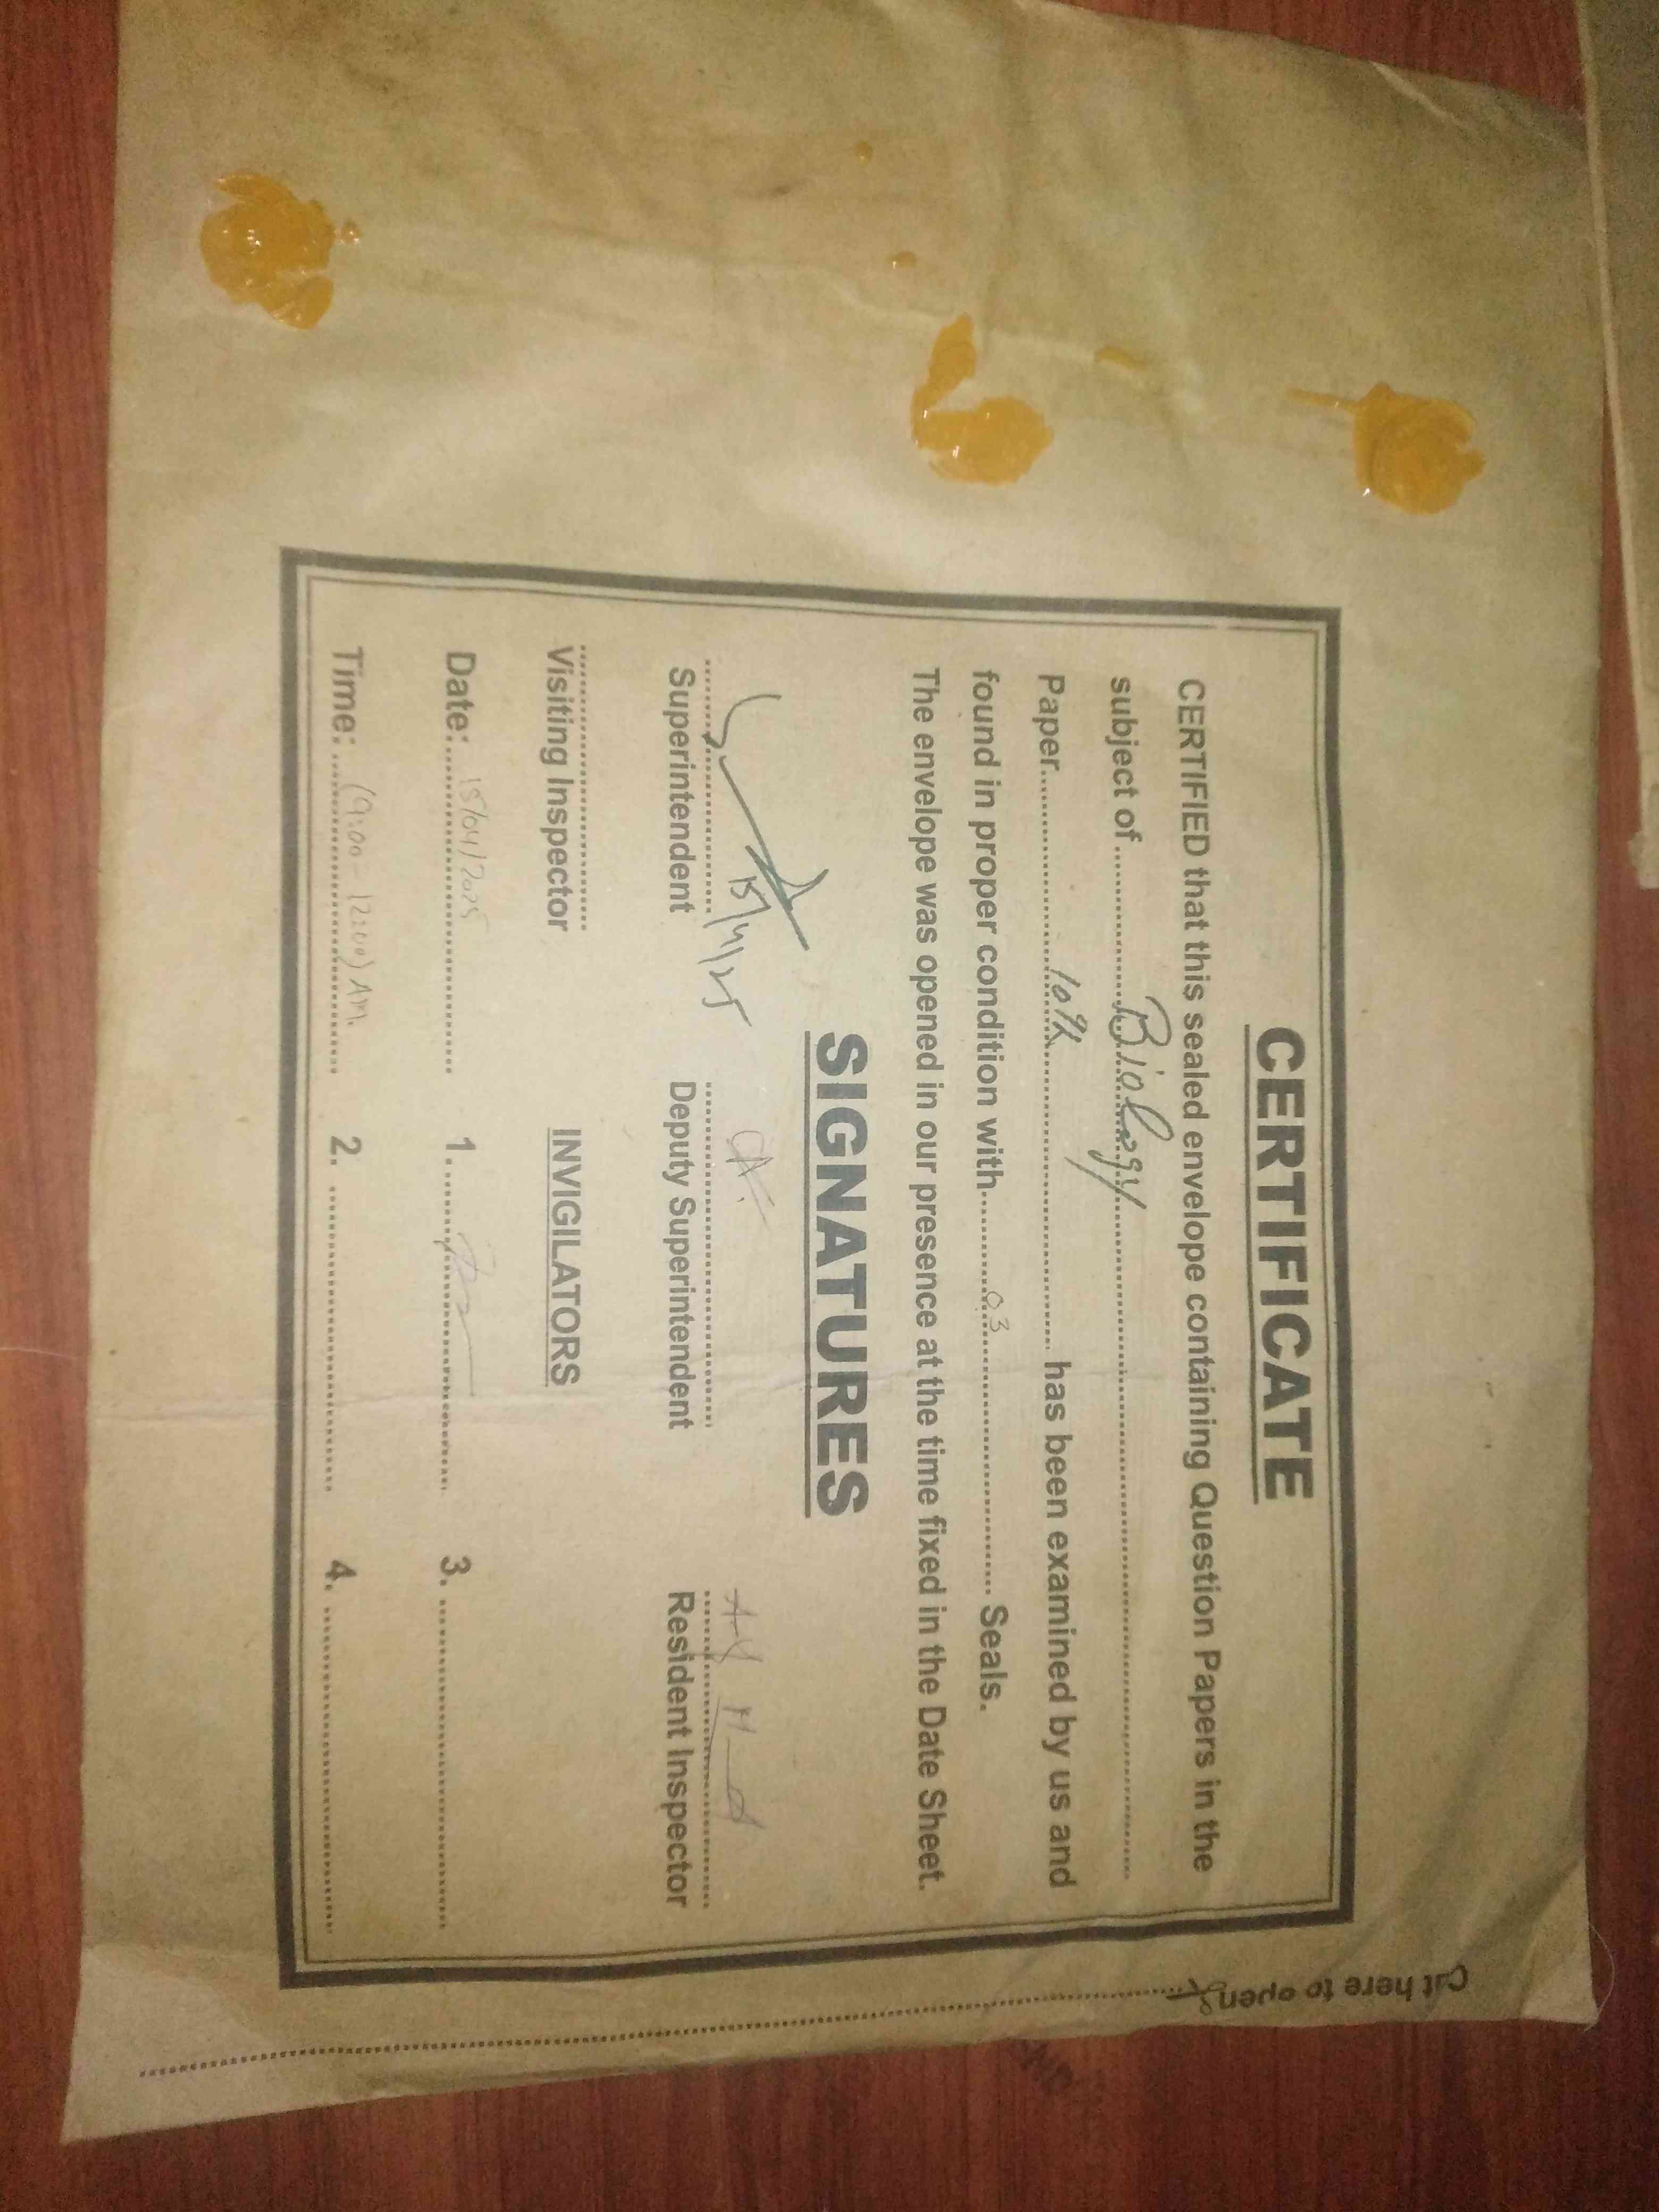 CERTIFICATE
CERTIFIED that this sealed envelope containing Question Papers in the
subject of Biology
Paper 10th has been examined by us and
found in proper condition with 03 Seals.
The envelope was opened in our presence at the time fixed in the Date Sheet.
SIGNATURES
15/4/25
Superintendent Deputy Superintendent Resident Inspector
Visiting Inspector INVIGILATORS
Date: 15/04/2025 1. 3.
Time: (9:00 - 12:00) AM. 2. 4.
Cut here to open